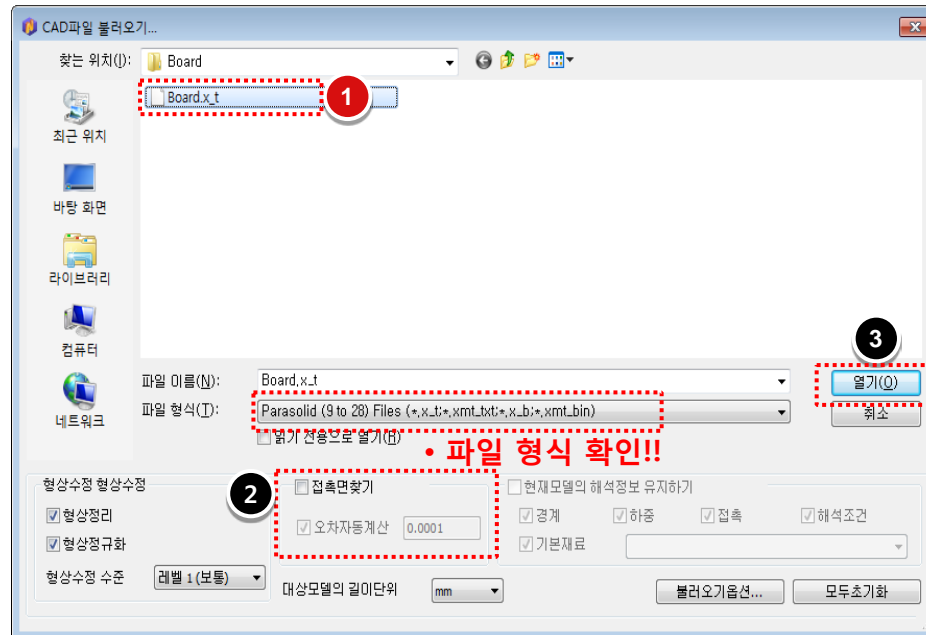 CAD파일 불러오기...
찾는 위치(I): Board
Board.x_t 1
최근 위치
바탕 화면
라이브러리
컴퓨터
네트워크
3
파일 이름(N): Board.x_t 열기(O)
파일 형식(T): Parasolid (9 to 28) Files (*.x_t;*.xmt_txt;*.x_b;*.xmt_bin) 취소
읽기 전용으로 열기(R)
• 파일 형식 확인!!
형상수정 형상수정 2 접촉면찾기 현재모델의 해석정보 유지하기
형상정리 오차자동계산 0.0001 경계 하중 접촉 해석조건
형상정규화 기본재료
형상수정 수준 레벨 1 (보통) 대상모델의 길이단위 mm 불러오기옵션... 모두초기화